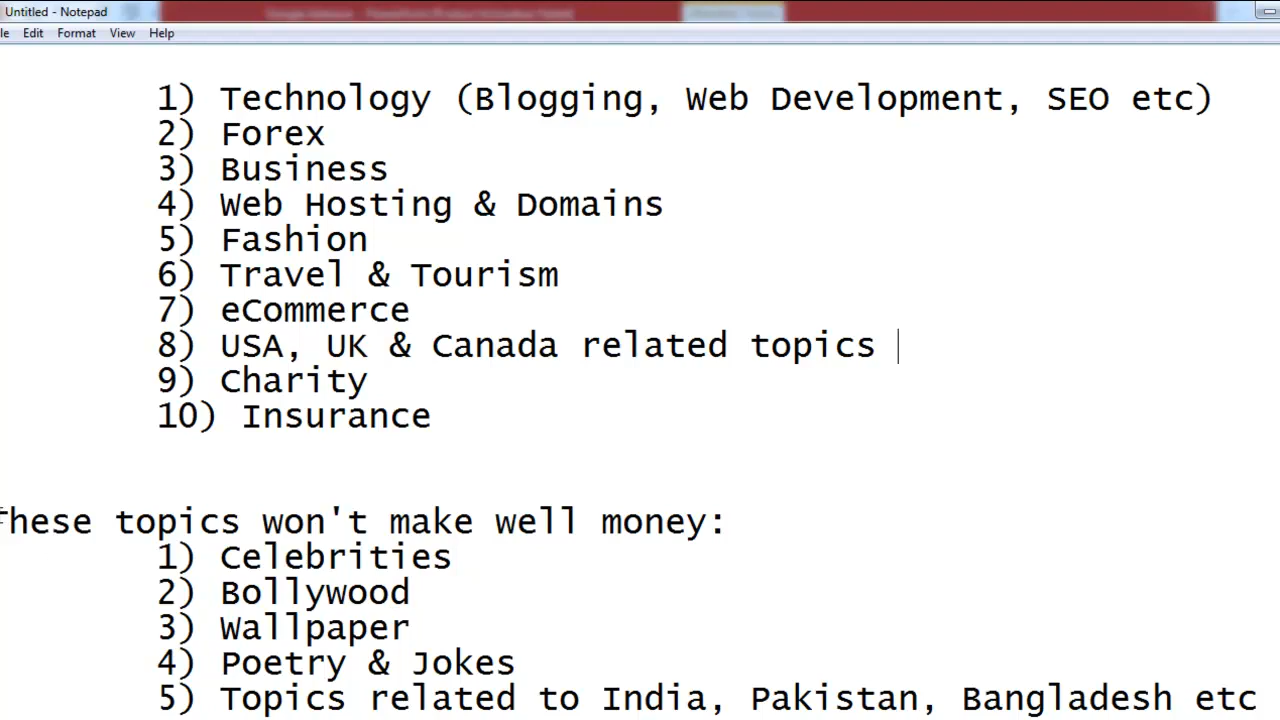 Untitled - Notepad
Edit Format View Help
1) Technology (Blogging, Web Development, SEO etc)
2) Forex
3) Business
4) Web Hosting & Domains
5) Fashion
6) Travel & Tourism
7) eCommerce
8) USA, UK & Canada related topics
9) Charity
10) Insurance
These topics won't make well money:
1) Celebrities
2) Bollywood
3) Wallpaper
4) Poetry & Jokes
5) Topics related to India, Pakistan, Bangladesh etc